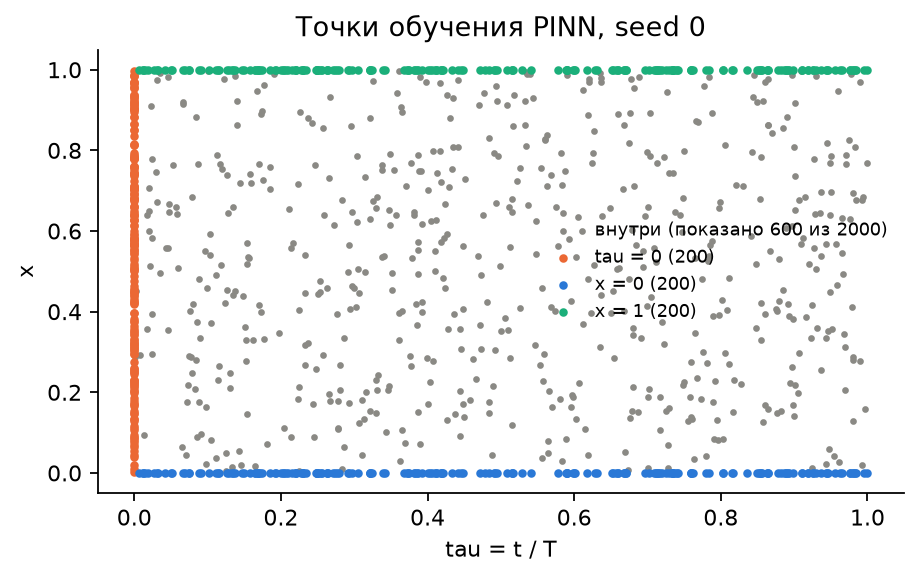 Точки обучения PINN, seed 0
1.0
0.8
0.6
0.4
0.2
0.0
x
внутри (показано 600 из 2000)
tau = 0 (200)
x = 0 (200)
x = 1 (200)
0.0 0.2 0.4 0.6 0.8 1.0
tau = t / T